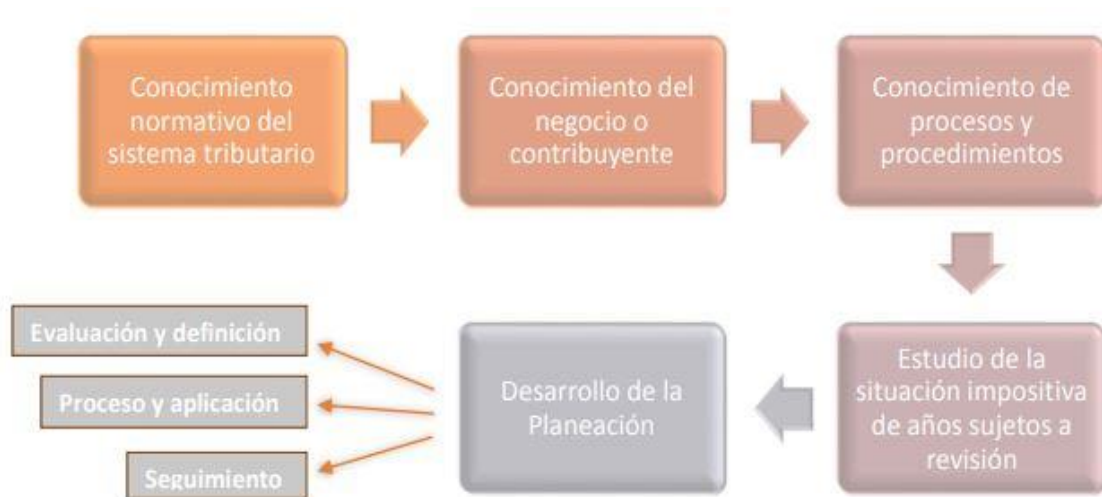 Conocimiento
normativo del
sistema tributario
Conocimiento del
negocio o
contribuyente
Conocimiento de
procesos y
procedimientos
Estudio de la
situación impositiva
de años sujetos a
revisión
Desarrollo de la
Planeación
Evaluación y definición
Proceso y aplicación
Seguimiento